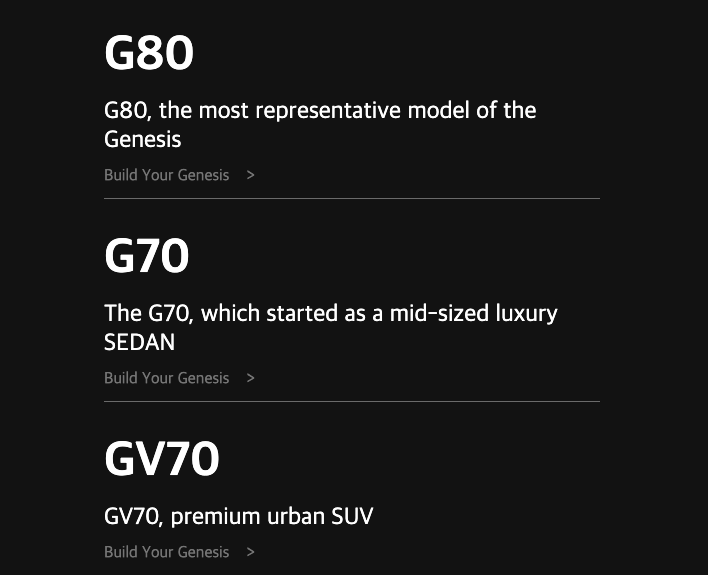 G80
G80, the most representative model of the
Genesis
Build Your Genesis >
G70
The G70, which started as a mid-sized luxury
SEDAN
Build Your Genesis >
GV70
GV70, premium urban SUV
Build Your Genesis >